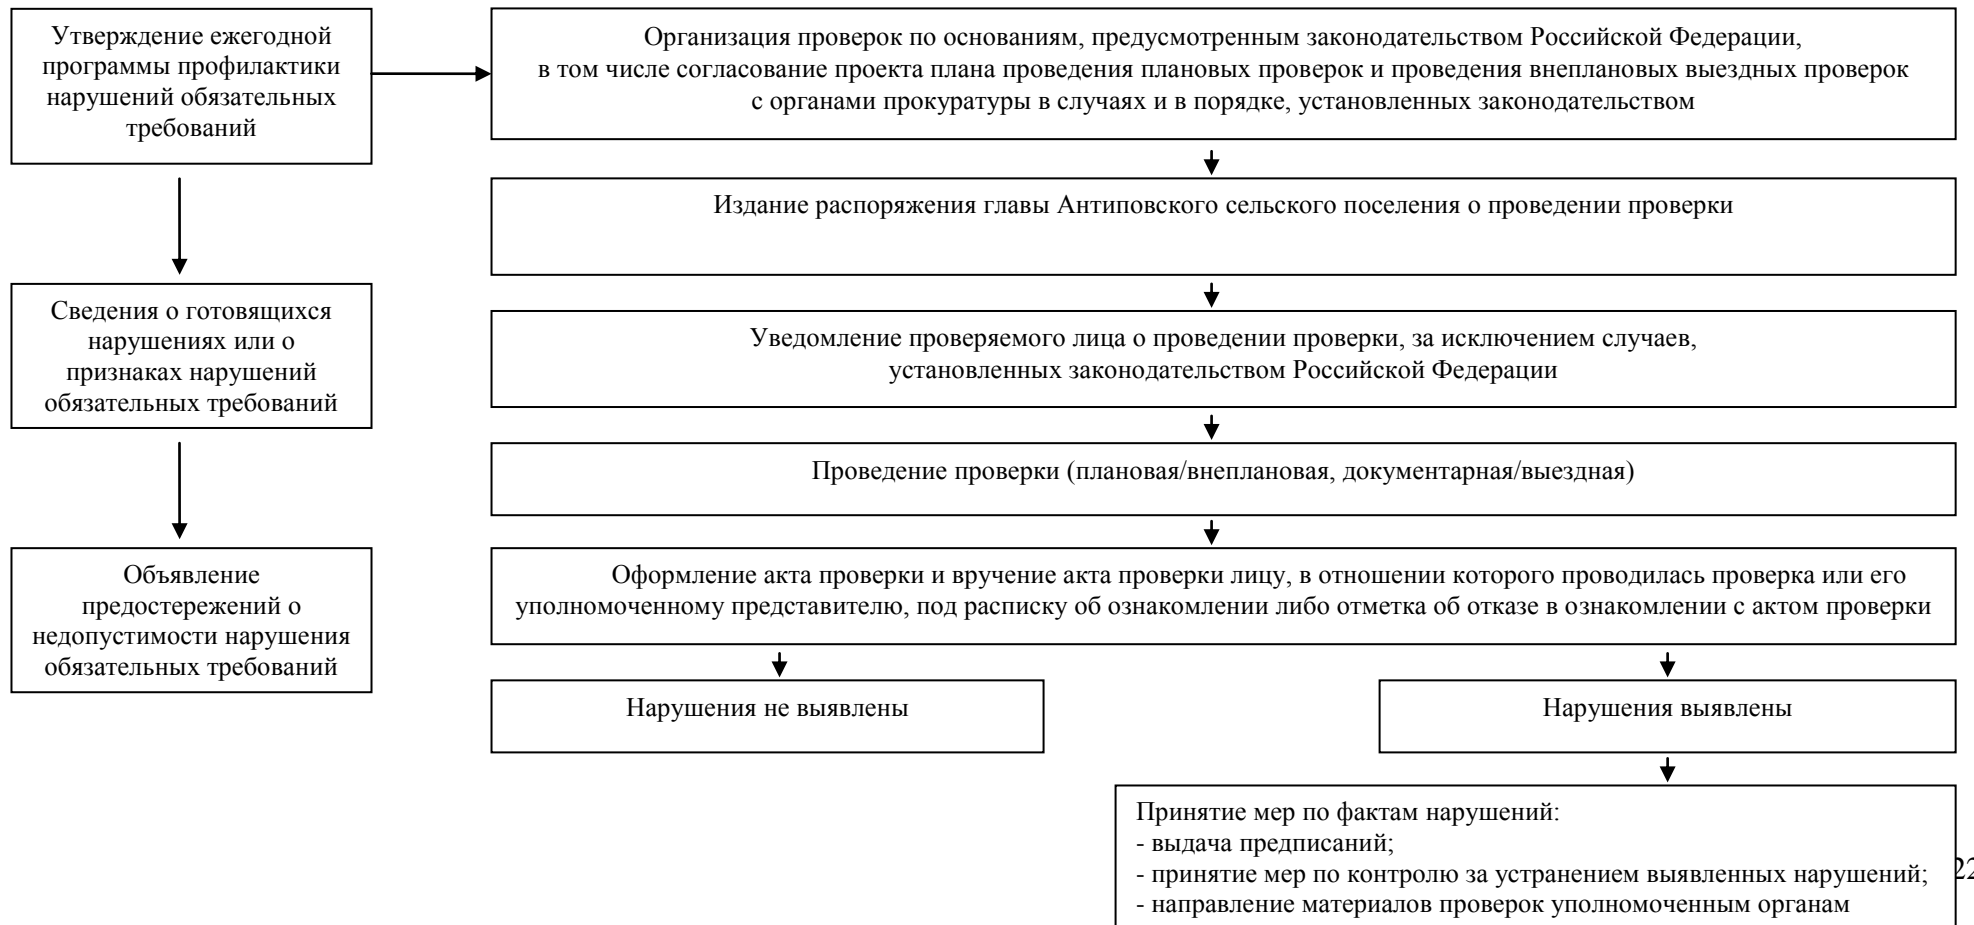 Утверждение ежегодной
программы профилактики
нарушений обязательных
требований
Организация проверок по основаниям, предусмотренным законодательством Российской Федерации,
в том числе согласование проекта плана проведения плановых проверок и проведения внеплановых выездных проверок
с органами прокуратуры в случаях и в порядке, установленных законодательством
Издание распоряжения главы Антиповского сельского поселения о проведении проверки
Сведения о готовящихся
нарушениях или о
признаках нарушений
обязательных требований
Уведомление проверяемого лица о проведении проверки, за исключением случаев,
установленных законодательством Российской Федерации
Проведение проверки (плановая/внеплановая, документарная/выездная)
Объявление
предостережений о
недопустимости нарушения
обязательных требований
Оформление акта проверки и вручение акта проверки лицу, в отношении которого проводилась проверка или его
уполномоченному представителю, под расписку об ознакомлении либо отметка об отказе в ознакомлении с актом проверки
Нарушения не выявлены
Нарушения выявлены
Принятие мер по фактам нарушений:
- выдача предписаний;
- принятие мер по контролю за устранением выявленных нарушений;
- направление материалов проверок уполномоченным органам
22